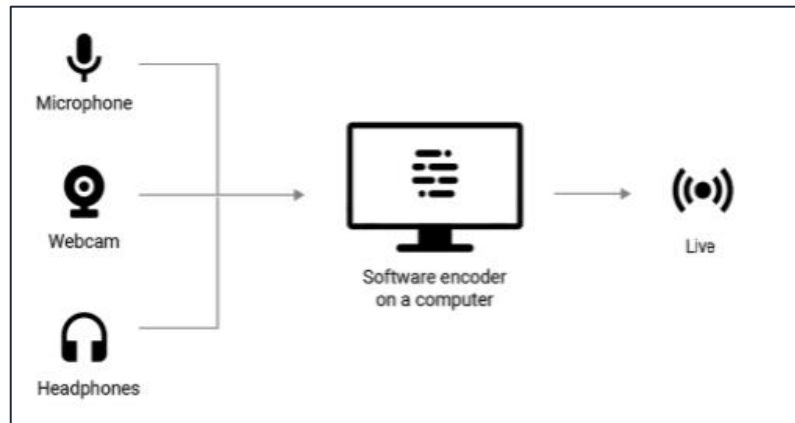 Microphone
Webcam
Headphones
Software encoder
on a computer
Live